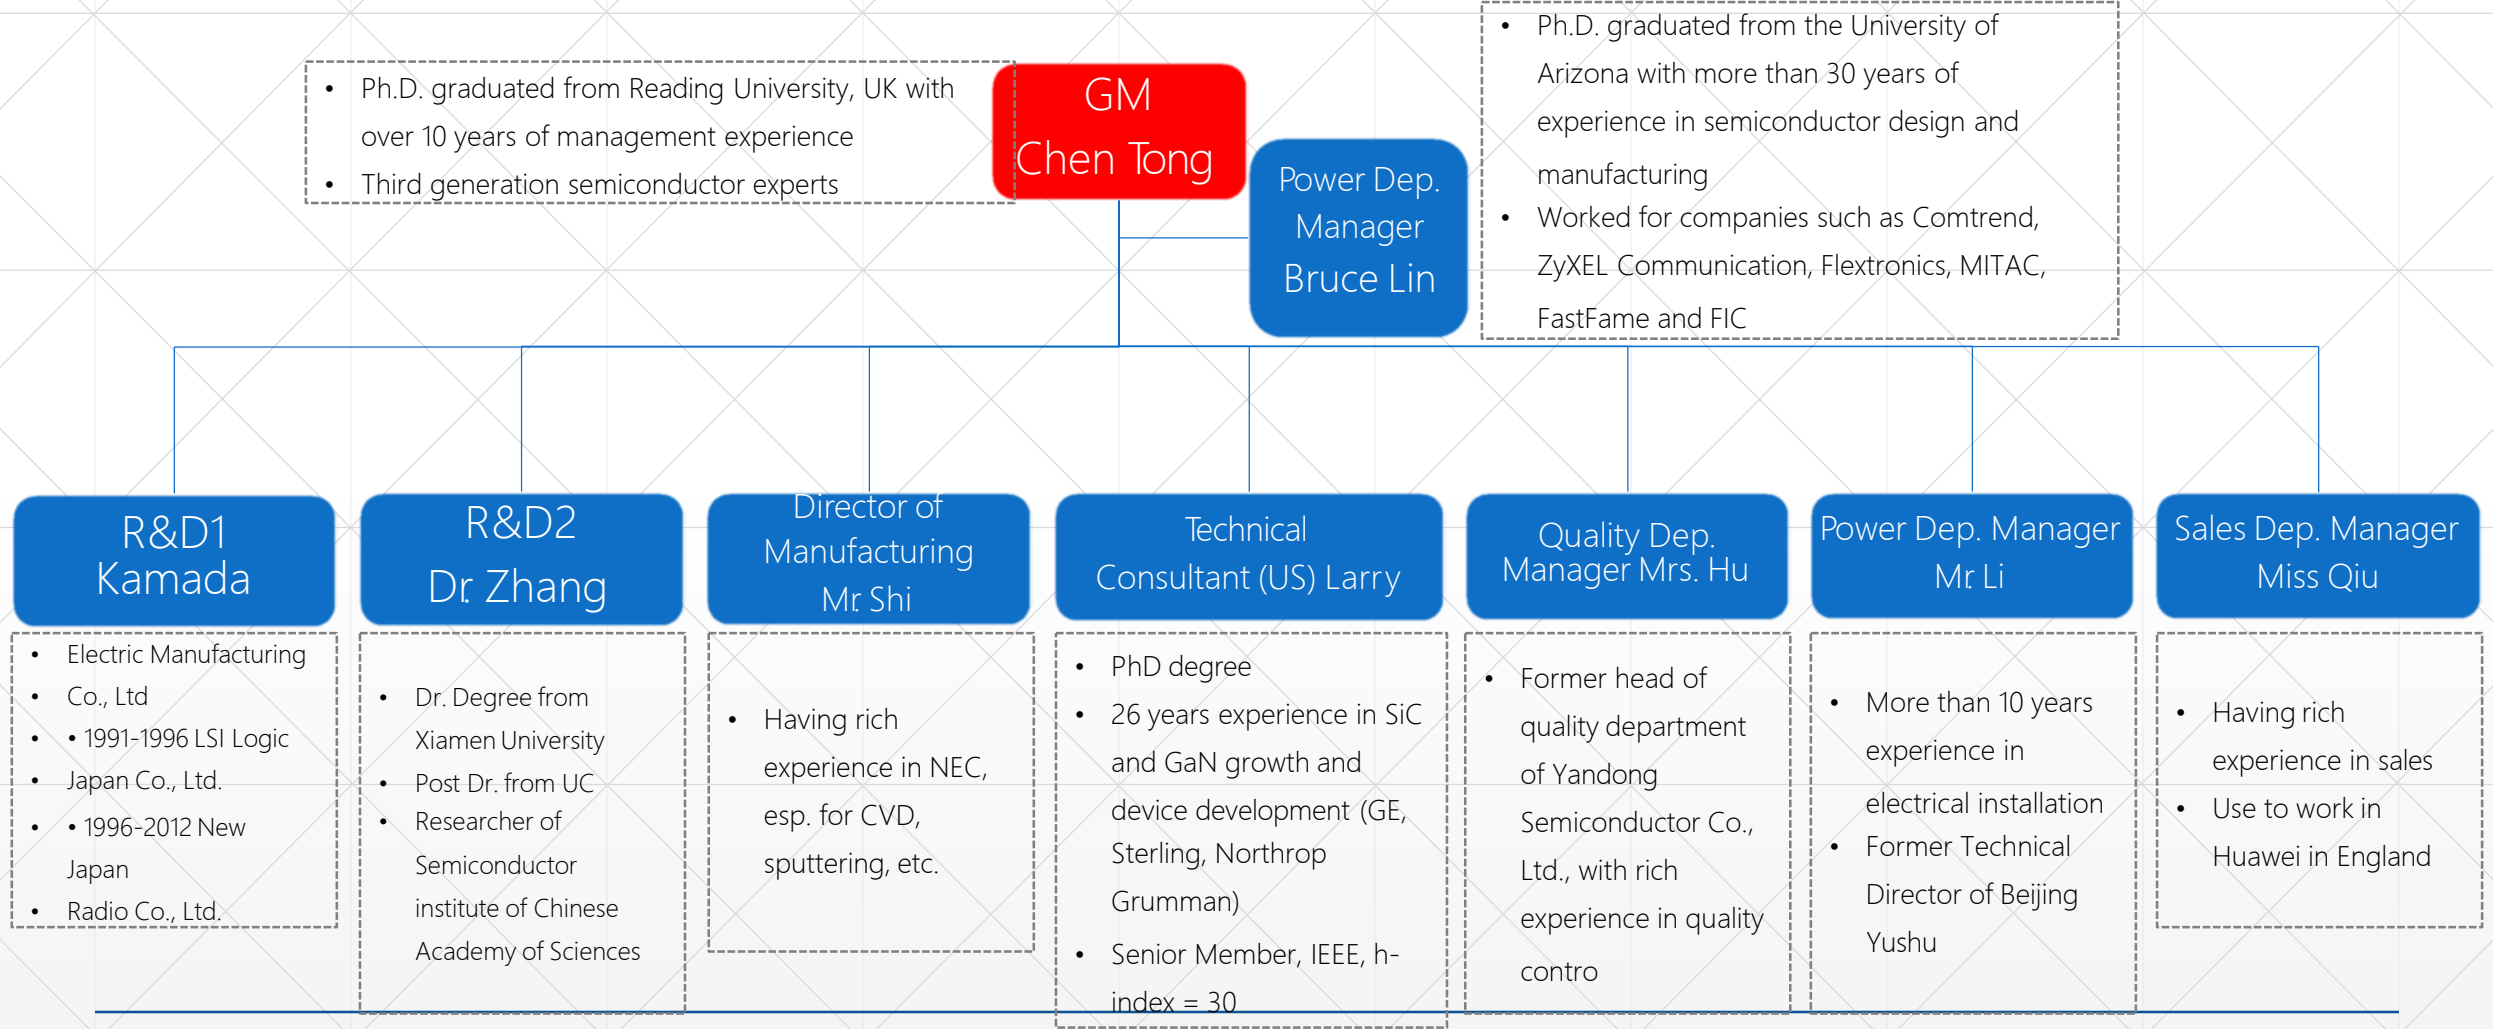 • Ph.D. graduated from Reading University, UK with
over 10 years of management experience
• Third generation semiconductor experts
GM
Chen Tong
Power Dep.
Manager
Bruce Lin
• Ph.D. graduated from the University of
Arizona with more than 30 years of
experience in semiconductor design and
manufacturing
• Worked for companies such as Comtrend,
ZyXEL Communication, Flextronics, MITAC,
FastFame and FIC
R&D1
Kamada
• Electric Manufacturing
• Co., Ltd
• • 1991-1996 LSI Logic
• Japan Co., Ltd.
• • 1996-2012 New
Japan
• Radio Co., Ltd.
R&D2
Dr. Zhang
• Dr. Degree from
Xiamen University
• Post Dr. from UC
• Researcher of
Semiconductor
institute of Chinese
Academy of Sciences
Director of
Manufacturing
Mr. Shi
• Having rich
experience in NEC,
esp. for CVD,
sputtering, etc.
Technical
Consultant (US) Larry
• PhD degree
• 26 years experience in SiC
and GaN growth and
device development (GE,
Sterling, Northrop
Grumman)
• Senior Member, IEEE, h-
index = 30
Quality Dep.
Manager Mrs. Hu
• Former head of
quality department
of Yandong
Semiconductor Co.,
Ltd., with rich
experience in quality
contro
Power Dep. Manager
Mr. Li
• More than 10 years
experience in
electrical installation
• Former Technical
Director of Beijing
Yushu
Sales Dep. Manager
Miss Qiu
• Having rich
experience in sales
• Use to work in
Huawei in England